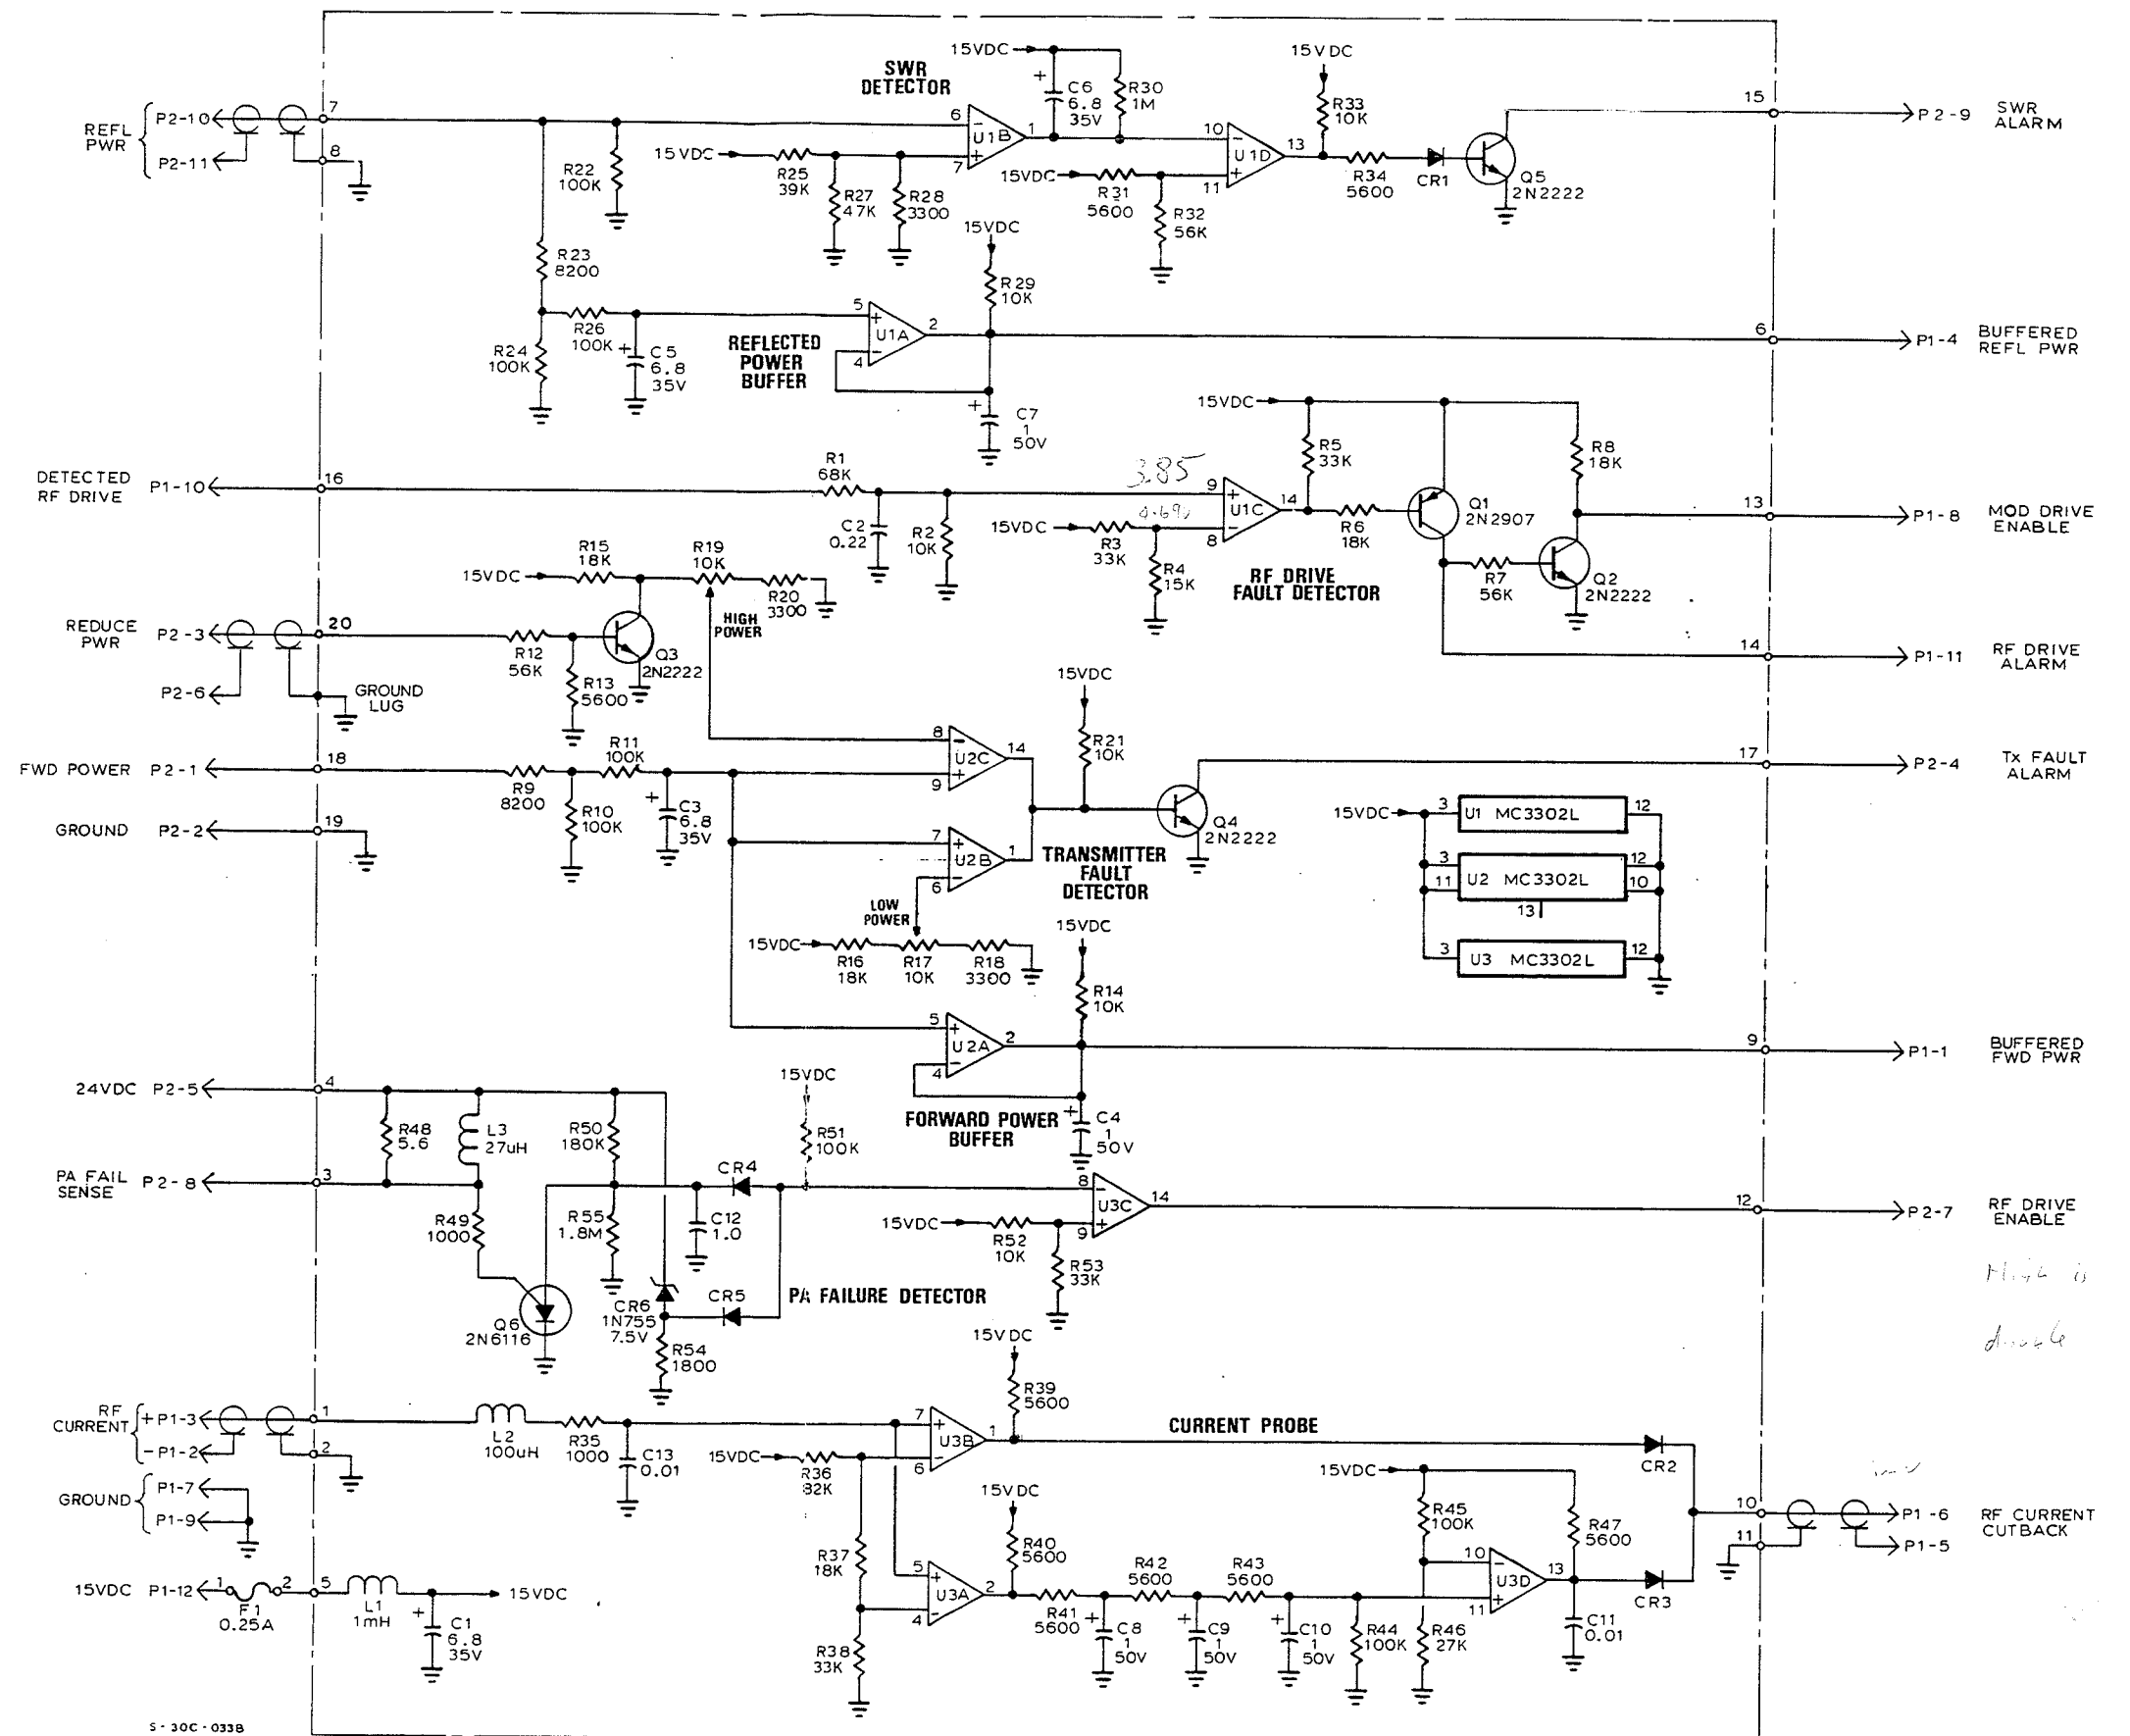 15VDC
SWR
DETECTOR
+
C6
6.8
35V
R30
1M
15VDC
R33
10K
REFL
PWR
P2-10
7
P2-11
8
6
-
U1B
1
7
+
10
-
U1D
13
11
+
15
P2-9
SWR
ALARM
R22
100K
15VDC
R25
39K
R27
47K
R28
3300
15VDC
R31
5600
R32
56K
R34
5600
CR1
Q5
2N2222
R23
8200
15VDC
R29
10K
R26
100K
+
C5
6.8
35V
R24
100K
REFLECTED
POWER
BUFFER
5
+
U1A
2
-
4
+
C7
1
50V
6
P1-4
BUFFERED
REFL PWR
DETECTED
RF DRIVE
P1-10
16
R1
68K
C2
0.22
R2
10K
3.85
15VDC
R3
33K
R4
15K
15VDC
R5
33K
9
+
U1C
14
-
8
R6
18K
Q1
2N2907
R8
18K
R7
56K
Q2
2N2222
RF DRIVE
FAULT DETECTOR
13
P1-8
MOD DRIVE
ENABLE
14
P1-11
RF DRIVE
ALARM
15VDC
R15
18K
R19
10K
R20
3300
HIGH
POWER
REDUCE
PWR
P2-3
20
P2-6
GROUND
LUG
R12
56K
R13
5600
Q3
2N2222
FWD POWER
P2-1
18
R9
8200
R10
100K
R11
100K
+
C3
6.8
35V
GROUND
P2-2
19
8
-
U2C
14
9
+
7
+
U2B
1
6
-
15VDC
R21
10K
Q4
2N2222
17
P2-4
Tx FAULT
ALARM
TRANSMITTER
FAULT
DETECTOR
LOW
POWER
15VDC
R16
18K
R17
10K
R18
3300
15VDC
3
U1 MC3302L
12
3
11
U2 MC3302L
12
10
13
3
U3 MC3302L
12
15VDC
R14
10K
5
+
U2A
2
-
4
+
C4
1
50V
FORWARD POWER
BUFFER
9
P1-1
BUFFERED
FWD PWR
24VDC
P2-5
4
R48
5.6
L3
27uH
R50
180K
15VDC
R51
100K
PA FAIL
SENSE
P2-8
3
R49
1000
R55
1.8M
C12
1.0
CR4
8
-
U3C
14
9
+
15VDC
R52
10K
R53
33K
12
P2-7
RF DRIVE
ENABLE
Q6
2N6116
CR6
1N755
7.5V
CR5
R54
1800
PA FAILURE DETECTOR
RF
CURRENT
+P1-3
1
-P1-2
2
L2
100uH
R35
1000
C13
0.01
15VDC
R36
82K
R37
18K
R38
33K
15VDC
R39
5600
7
+
U3B
1
6
-
CURRENT PROBE
CR2
GROUND
P1-7
P1-9
15VDC
R40
5600
5
+
U3A
2
4
-
R41
5600
R42
5600
R43
5600
+
C8
1
50V
+
C9
1
50V
+
C10
1
50V
R44
100K
15VDC
R45
100K
R46
27K
R47
5600
10
-
U3D
13
11
+
CR3
C11
0.01
10
11
P1-6
P1-5
RF CURRENT
CUTBACK
15VDC
P1-12
1
2
F1
0.25A
5
L1
1mH
15VDC
+
C1
6.8
35V
S-30C-033B